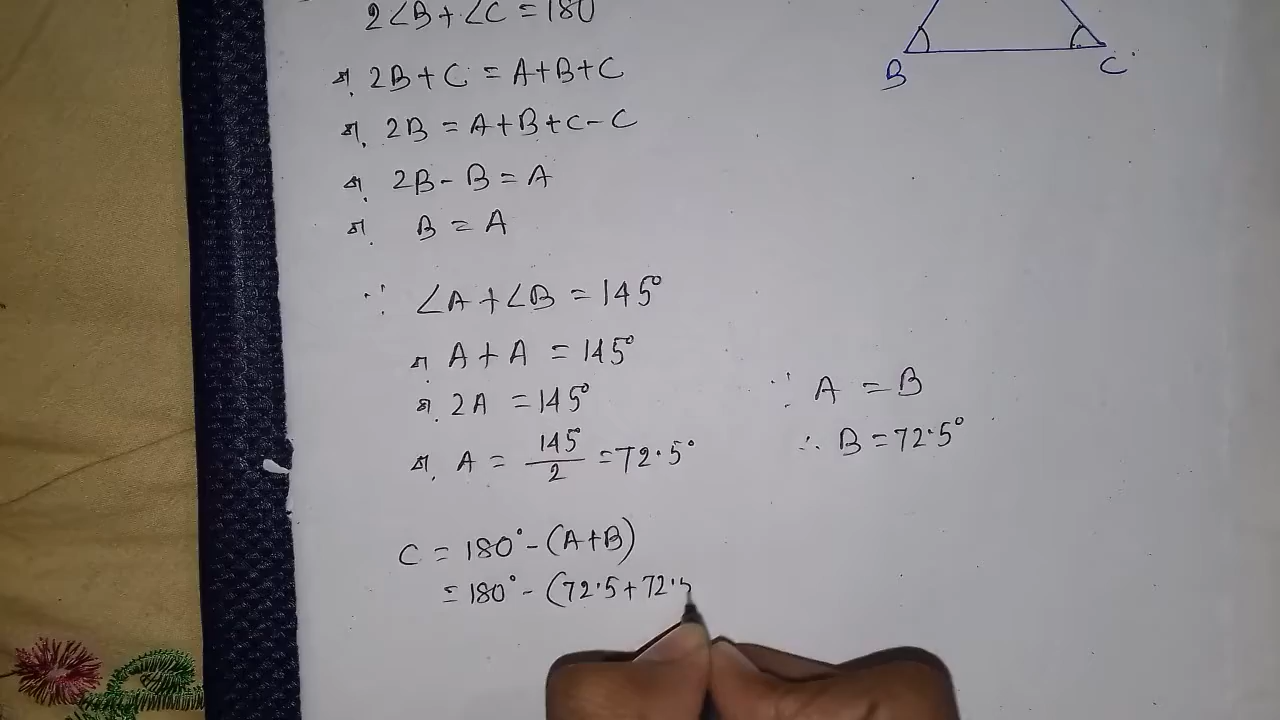 2∠B + ∠C = 180
বা, 2B + C = A + B + C
বা, 2B = A + B + C - C
বা, 2B - B = A
বা, B = A
∵ ∠A + ∠B = 145°
বা, A + A = 145°
বা, 2A = 145°
বা, A = 145/2 = 72.5°
∵ A = B
∴ B = 72.5°
C = 180° - (A + B)
= 180° - (72.5 + 72.5
B
C